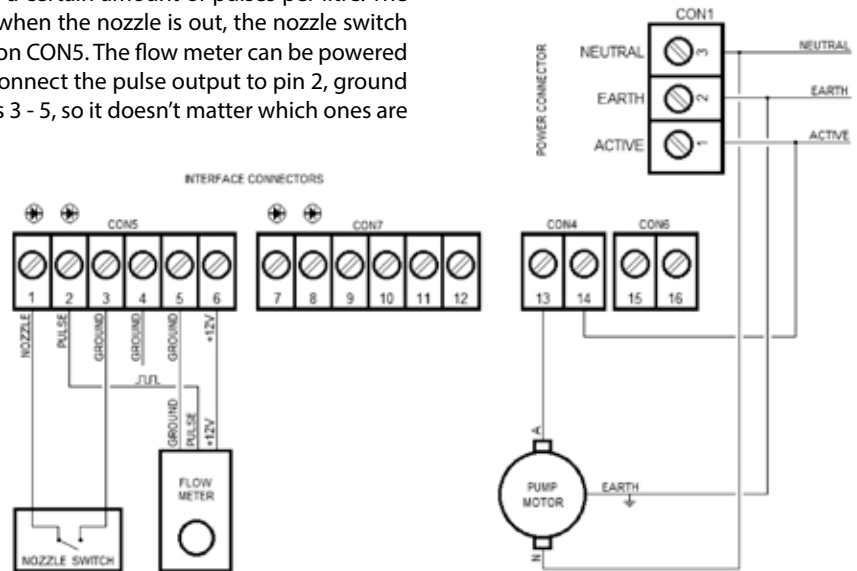 a certain amount of pulses per litre. The
when the nozzle is out, the nozzle switch
on CON5. The flow meter can be powered
onnect the pulse output to pin 2, ground
s 3 - 5, so it doesn't matter which ones are
CON1
POWER CONNECTOR
NEUTRAL 3 NEUTRAL
EARTH 2 EARTH
ACTIVE 1 ACTIVE
INTERFACE CONNECTORS
CON5
1 2 3 4 5 6
NOZZLE PULSE GROUND GROUND GROUND +12V
CON7
7 8 9 10 11 12
CON4
13 14
CON6
15 16
GROUND PULSE +12V
FLOW
METER
NOZZLE SWITCH
A
PUMP
MOTOR
EARTH
N